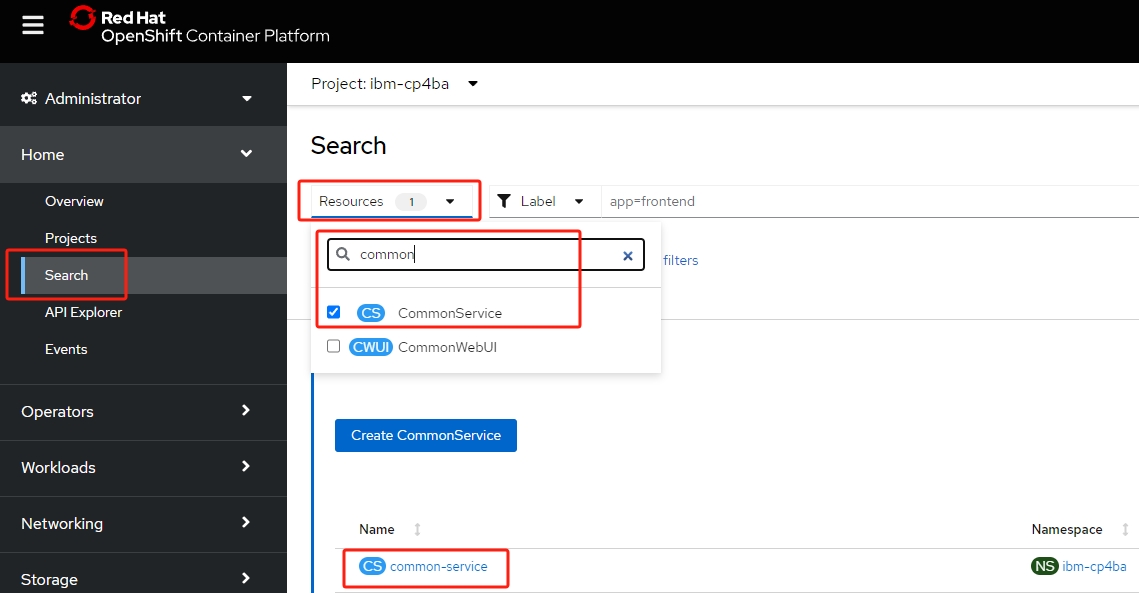 Red Hat
OpenShift Container Platform
Administrator
Home
Overview
Projects
Search
API Explorer
Events
Operators
Workloads
Networking
Storage
Project: ibm-cp4ba
Search
Resources 1
Label
app=frontend
common
filters
CS CommonService
CWUI CommonWebUI
Create CommonService
Name
Namespace
CS common-service
NS ibm-cp4ba